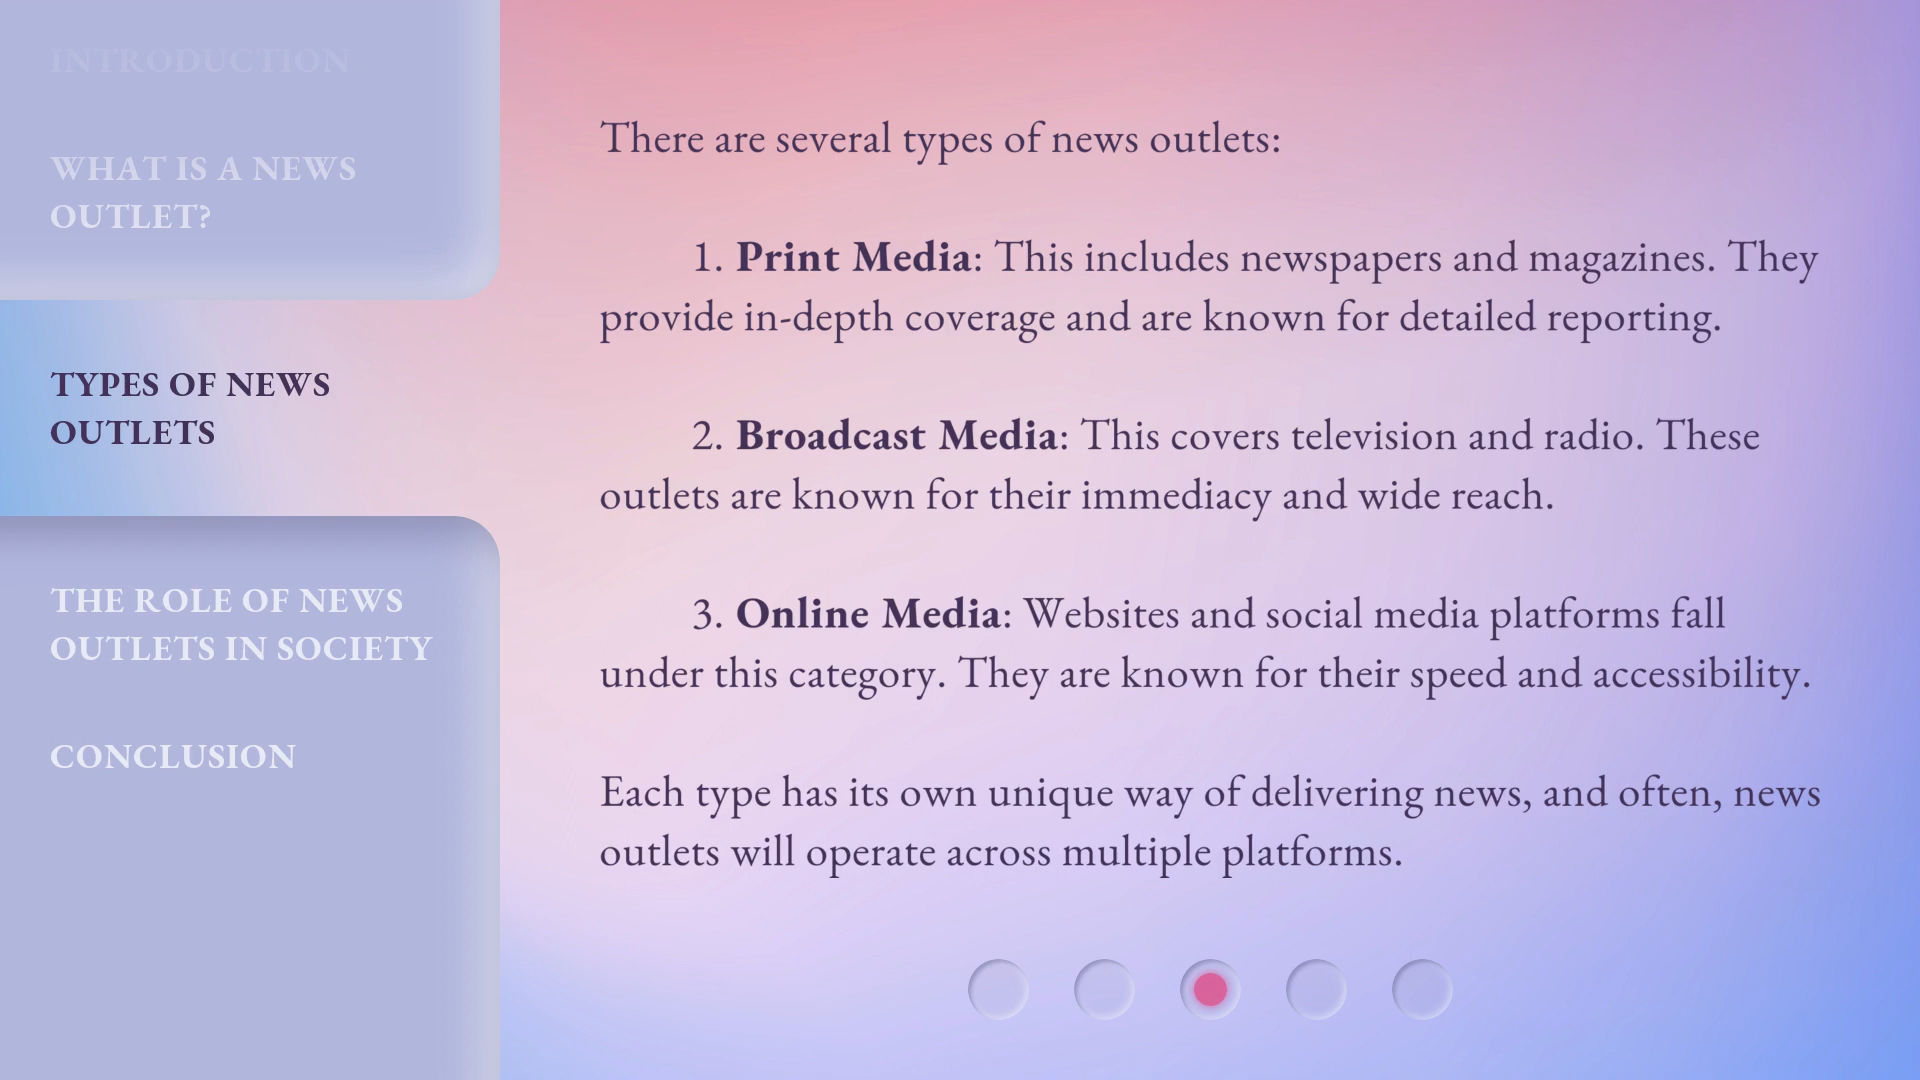 INTRODUCTION
WHAT IS A NEWS
OUTLET?
TYPES OF NEWS
OUTLETS
THE ROLE OF NEWS
OUTLETS IN SOCIETY
CONCLUSION
There are several types of news outlets:
1. Print Media: This includes newspapers and magazines. They
provide in-depth coverage and are known for detailed reporting.
2. Broadcast Media: This covers television and radio. These
outlets are known for their immediacy and wide reach.
3. Online Media: Websites and social media platforms fall
under this category. They are known for their speed and accessibility.
Each type has its own unique way of delivering news, and often, news
outlets will operate across multiple platforms.